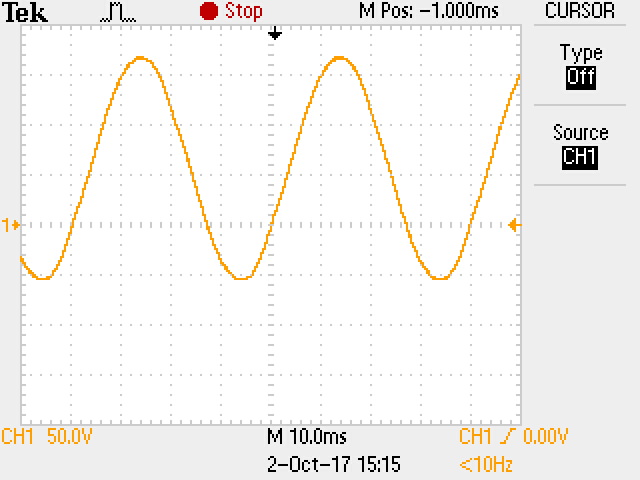 Tek Stop M Pos: -1.000ms CURSOR
Type
Off
Source
CH1
1
CH1 50.0V M 10.0ms CH1 0.00V
2-Oct-17 15:15 <10Hz